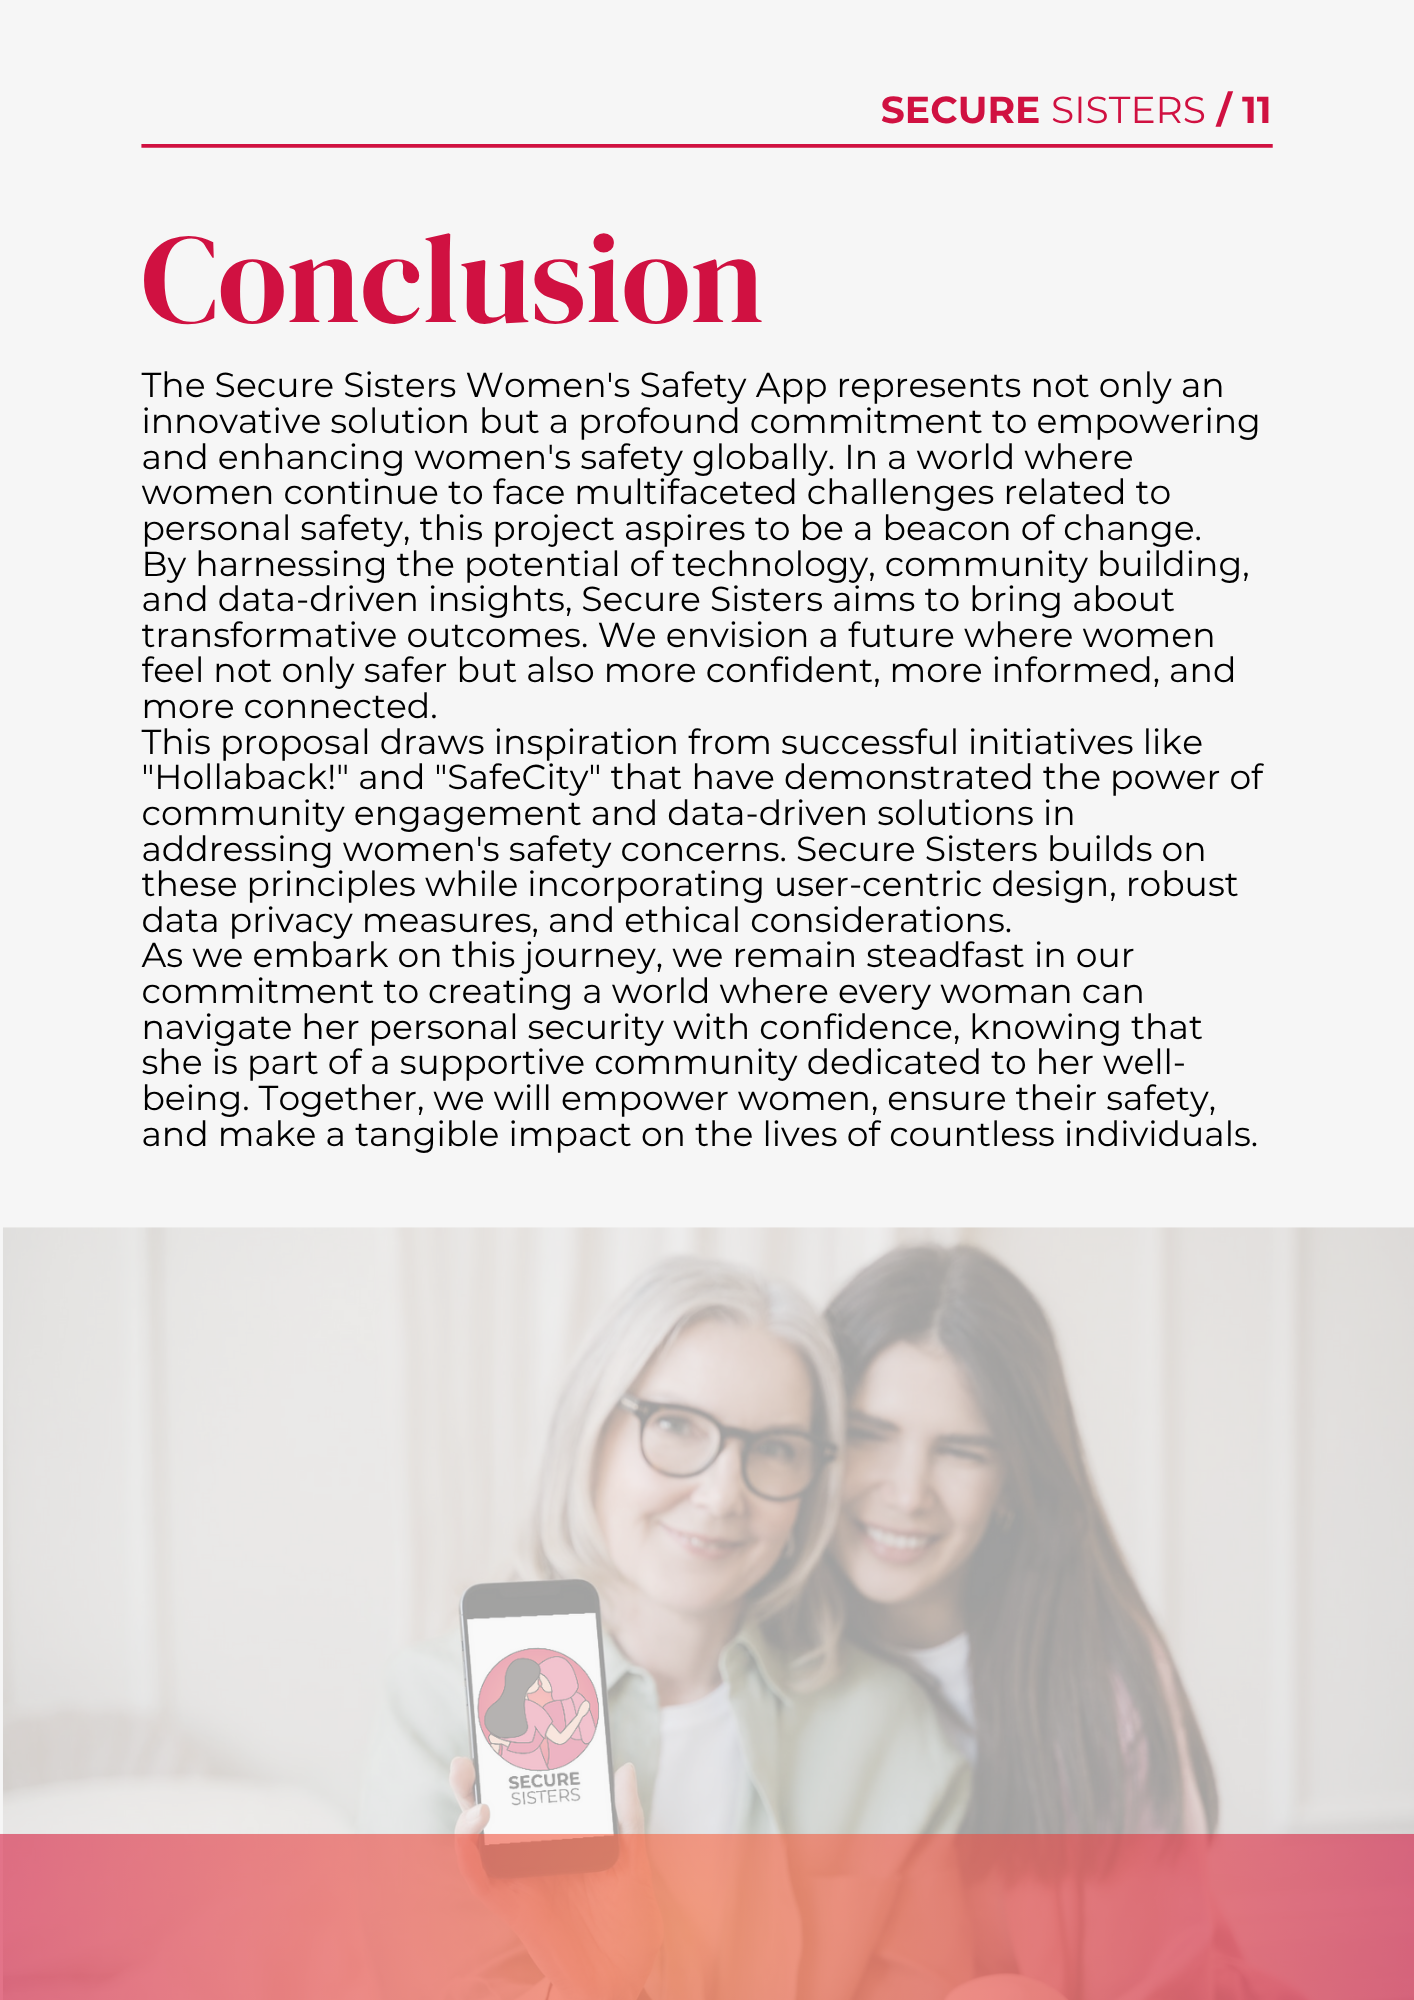 SECURE SISTERS / 11
Conclusion
The Secure Sisters Women's Safety App represents not only an
innovative solution but a profound commitment to empowering
and enhancing women's safety globally. In a world where
women continue to face multifaceted challenges related to
personal safety, this project aspires to be a beacon of change.
By harnessing the potential of technology, community building,
and data-driven insights, Secure Sisters aims to bring about
transformative outcomes. We envision a future where women
feel not only safer but also more confident, more informed, and
more connected.
This proposal draws inspiration from successful initiatives like
"Hollaback!" and "SafeCity" that have demonstrated the power of
community engagement and data-driven solutions in
addressing women's safety concerns. Secure Sisters builds on
these principles while incorporating user-centric design, robust
data privacy measures, and ethical considerations.
As we embark on this journey, we remain steadfast in our
commitment to creating a world where every woman can
navigate her personal security with confidence, knowing that
she is part of a supportive community dedicated to her well-
being. Together, we will empower women, ensure their safety,
and make a tangible impact on the lives of countless individuals.
SECURE
SISTERS